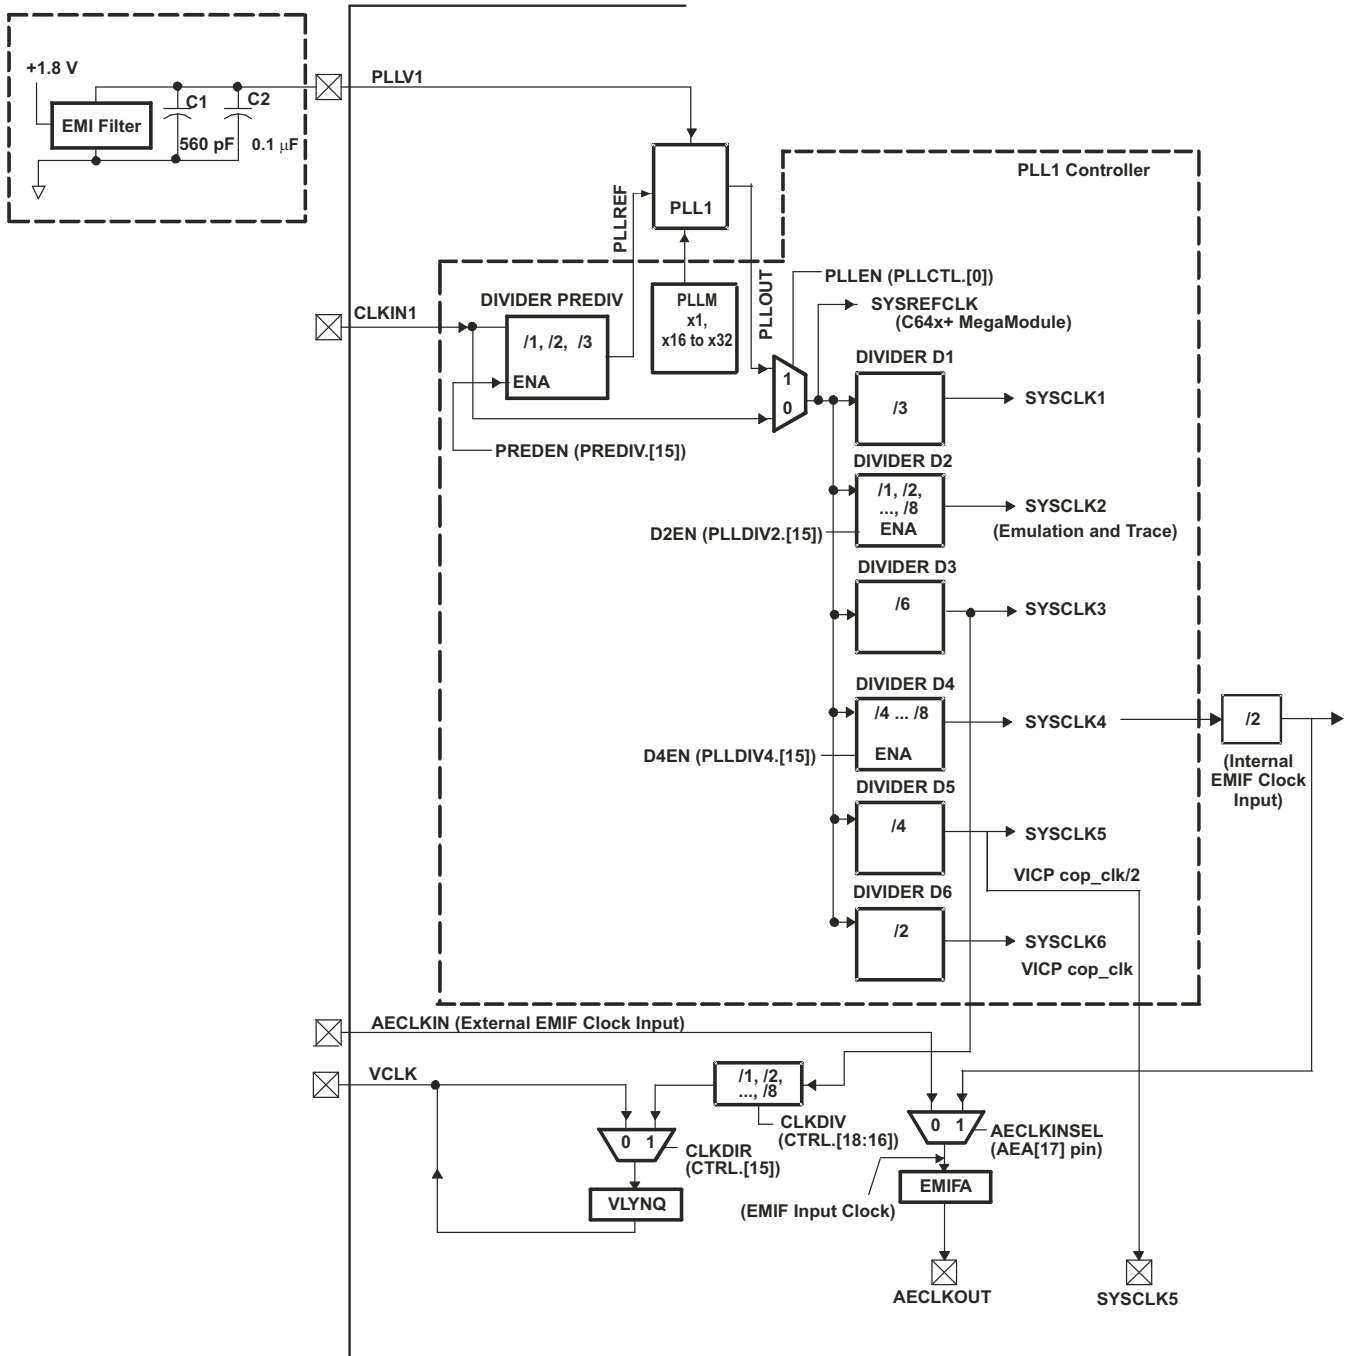 +1.8 V
EMI Filter
C1
C2
560 pF
0.1 μF
PLLV1
PLL1 Controller
PLLREF
PLL1
PLLOUT
PLLEN (PLLCTL.[0])
SYSREFCLK
(C64x+ MegaModule)
CLKIN1
DIVIDER PREDIV
/1, /2, /3
ENA
PLLM
x1,
x16 to x32
1
0
PREDEN (PREDIV.[15])
DIVIDER D1
/3
SYSCLK1
DIVIDER D2
/1, /2,
..., /8
ENA
SYSCLK2
(Emulation and Trace)
D2EN (PLLDIV2.[15])
DIVIDER D3
/6
SYSCLK3
DIVIDER D4
/4 ... /8
ENA
SYSCLK4
D4EN (PLLDIV4.[15])
/2
(Internal
EMIF Clock
Input)
DIVIDER D5
/4
SYSCLK5
VICP cop_clk/2
DIVIDER D6
/2
SYSCLK6
VICP cop_clk
AECLKIN (External EMIF Clock Input)
VCLK
/1, /2,
..., /8
CLKDIV
(CTRL.[18:16])
0 1
CLKDIR
(CTRL.[15])
VLYNQ
0 1
AECLKINSEL
(AEA[17] pin)
EMIFA
(EMIF Input Clock)
AECLKOUT
SYSCLK5